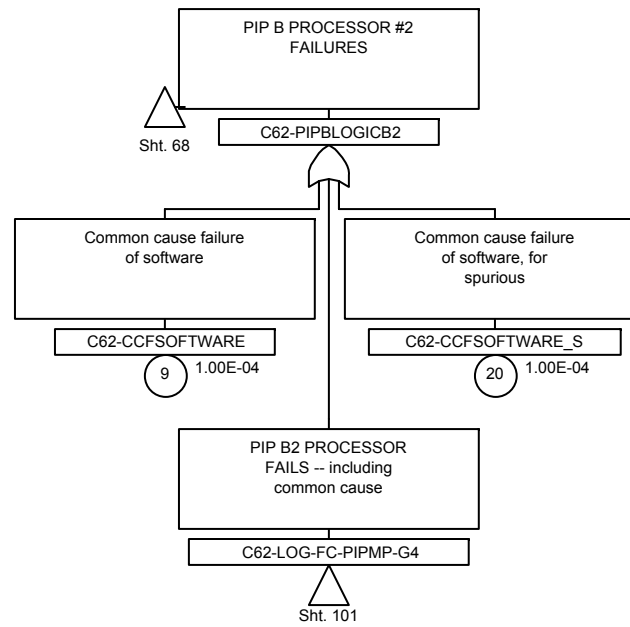 PIP B PROCESSOR #2
FAILURES
Sht. 68
C62-PIPBLOGICB2
Common cause failure
of software
C62-CCFSOFTWARE
9
1.00E-04
Common cause failure
of software, for
spurious
C62-CCFSOFTWARE_S
20
1.00E-04
PIP B2 PROCESSOR
FAILS -- including
common cause
C62-LOG-FC-PIPMP-G4
Sht. 101